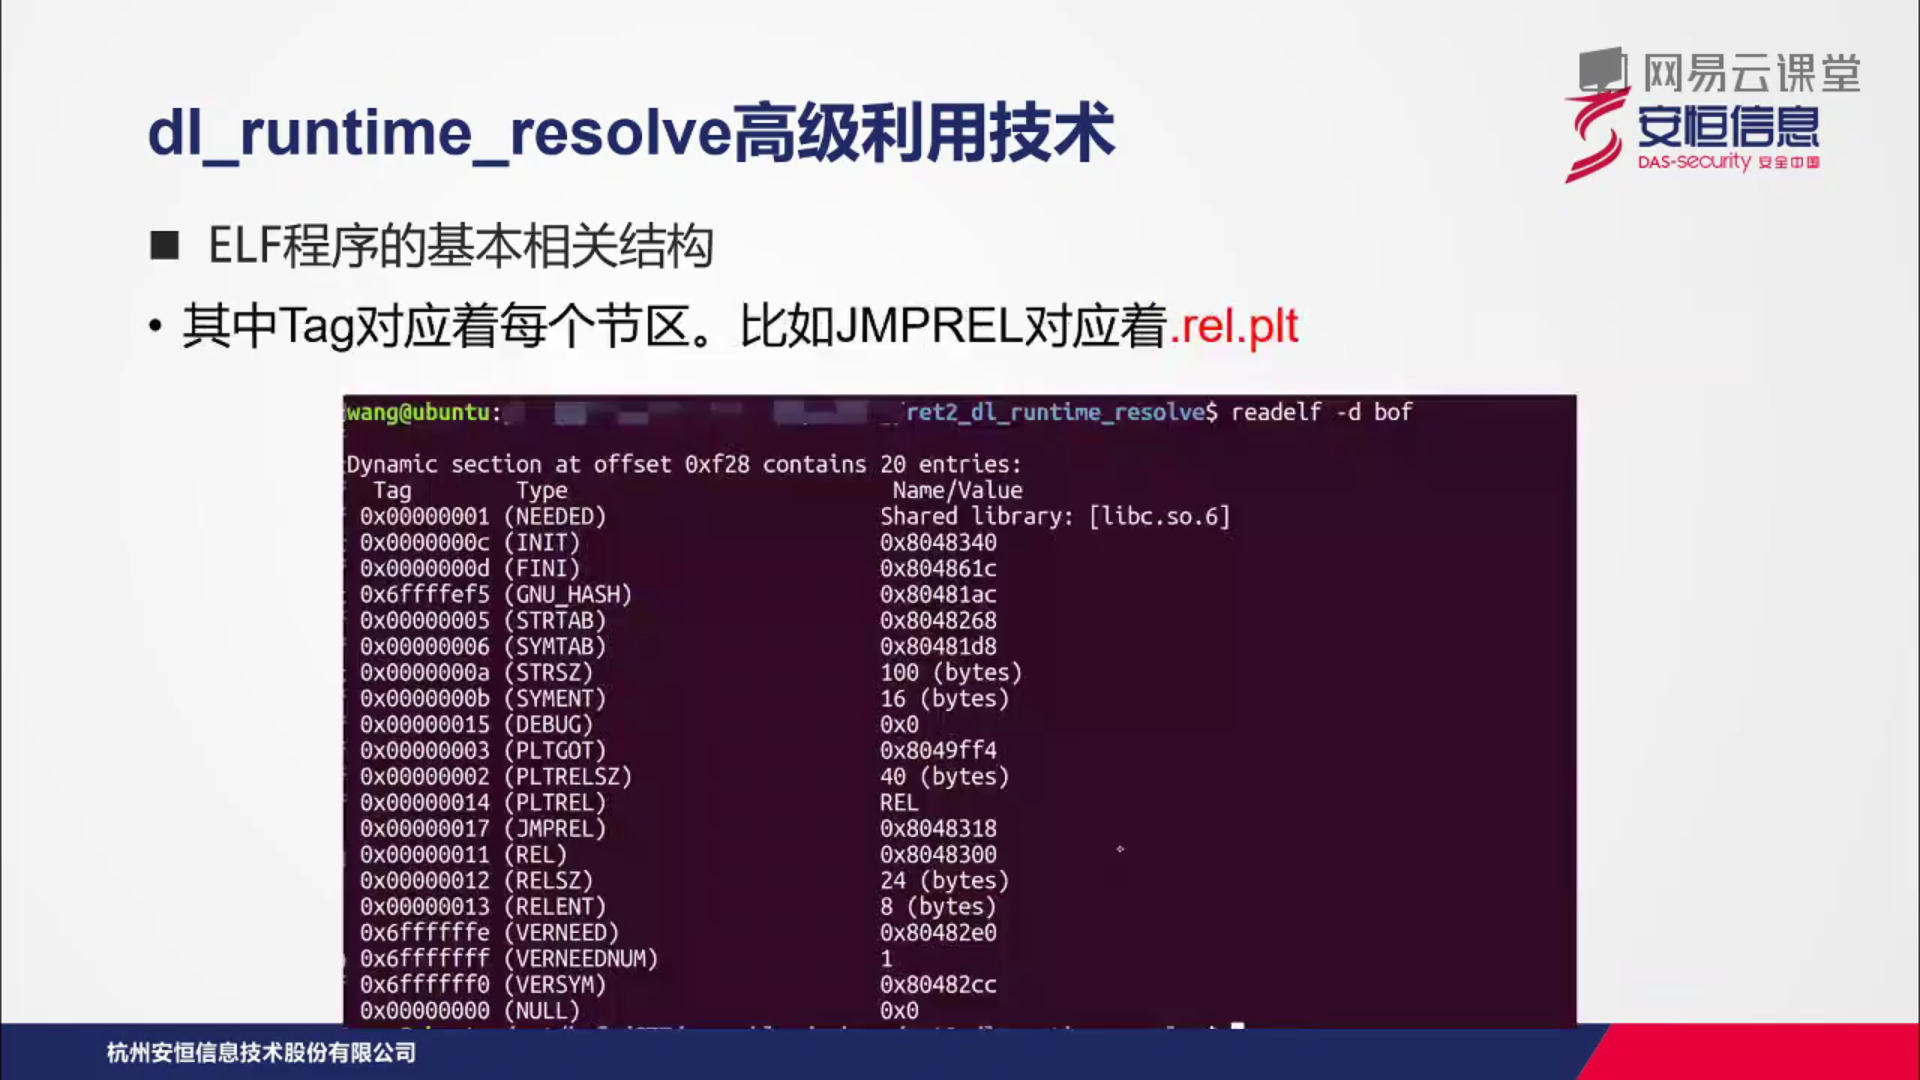 网易云课堂
安恒信息
DAS-security 安全中国
dl_runtime_resolve高级利用技术
■ ELF程序的基本相关结构
• 其中Tag对应着每个节区。比如JMPREL对应着.rel.plt
wang@ubuntu: ret2_dl_runtime_resolve$ readelf -d bof
Dynamic section at offset 0xf28 contains 20 entries:
Tag Type Name/Value
0x00000001 (NEEDED) Shared library: [libc.so.6]
0x0000000c (INIT) 0x8048340
0x0000000d (FINI) 0x804861c
0x6ffffef5 (GNU_HASH) 0x80481ac
0x00000005 (STRTAB) 0x8048268
0x00000006 (SYMTAB) 0x80481d8
0x0000000a (STRSZ) 100 (bytes)
0x0000000b (SYMENT) 16 (bytes)
0x00000015 (DEBUG) 0x0
0x00000003 (PLTGOT) 0x8049ff4
0x00000002 (PLTRELSZ) 40 (bytes)
0x00000014 (PLTREL) REL
0x00000017 (JMPREL) 0x8048318
0x00000011 (REL) 0x8048300
0x00000012 (RELSZ) 24 (bytes)
0x00000013 (RELENT) 8 (bytes)
0x6ffffffe (VERNEED) 0x80482e0
0x6fffffff (VERNEEDNUM) 1
0x6ffffff0 (VERSYM) 0x80482cc
0x00000000 (NULL) 0x0
杭州安恒信息技术股份有限公司